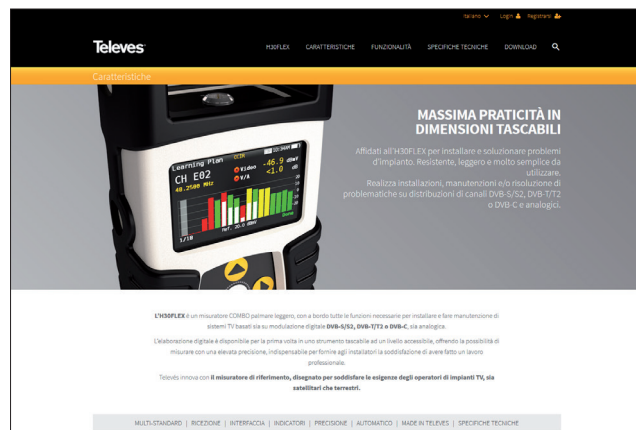 Italiano Login Registrarsi
Televes
H30FLEX CARATTERISTICHE FUNZIONALITÀ SPECIFICHE TECNICHE DOWNLOAD
Caratteristiche
MASSIMA PRATICITÀ IN
DIMENSIONI TASCABILI
Affidati all'H30FLEX per installare e soluzionare problemi
d'impianto. Resistente, leggero e molto semplice da
utilizzare.
Realizza installazioni, manutenzioni e/o risoluzione di
problematiche su distribuzioni di canali DVB-S/S2, DVB-T/T2
o DVB-C e analogici.
Learning Plan CCIR 10:34AM
CH E02 Video -46.9 dBmV
48.2500 MHz V/A <1.0 dB
1/10 Ref. 20.0 dBmV
L'H30FLEX è un misuratore COMBO palmare leggero, con a bordo tutte le funzioni necessarie per installare e fare manutenzione di
sistemi TV basati sia su modulazione digitale DVB-S/S2, DVB-T/T2 o DVB-C, sia analogica.
L'elaborazione digitale è disponibile per la prima volta in uno strumento tascabile ad un livello accessibile, offrendo la possibilità di
misurare con una elevata precisione, indispensabile per fornire agli installatori la soddisfazione di avere fatto un lavoro
professionale.
Televés innova con il misuratore di riferimento, disegnato per soddisfare le esigenze degli operatori di impianti TV, sia
satellitari che terrestri.
MULTI-STANDARD | RICEZIONE | INTERFACCIA | INDICATORI | PRECISIONE | AUTOMATICO | MADE IN TELEVES | SPECIFICHE TECNICHE